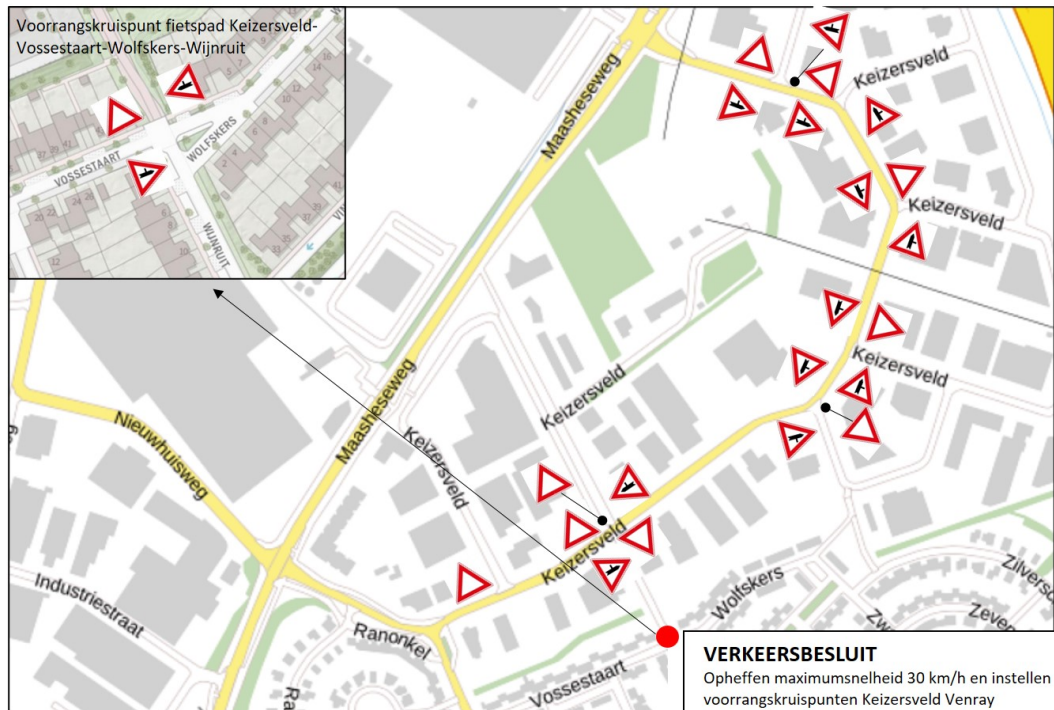 Voorrangskruispunt fietspad Keizersveld-
Vossestaart-Wolfskers-Wijnruit
VOSSESTAART
WOLFSKERS
WIJNRUIT
Maasheseweg
Keizersveld
Keizersveld
Keizersveld
Keizersveld
Maasheseweg
Keizersveld
Nieuwhuisweg
Keizersveld
Industriestraat
Ranonkel
Wolfskers
Vossestaart
VERKEERSBESLUIT
Opheffen maximumsnelheid 30 km/h en instellen
voorrangskruispunten Keizersveld Venray